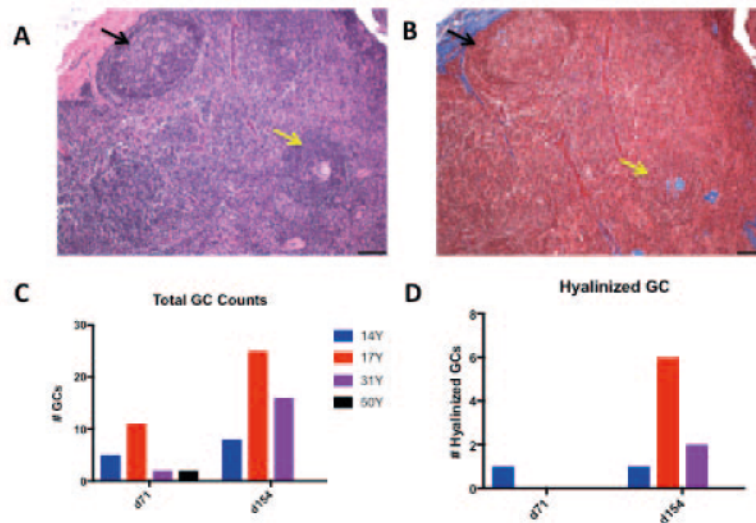 A
B
C
Total GC Counts
# GCs
30
20
10
0
d71
d154
14Y
17Y
31Y
50Y
D
Hyalinized GC
# Hyalinized GCs
8
6
4
2
0
d71
d154